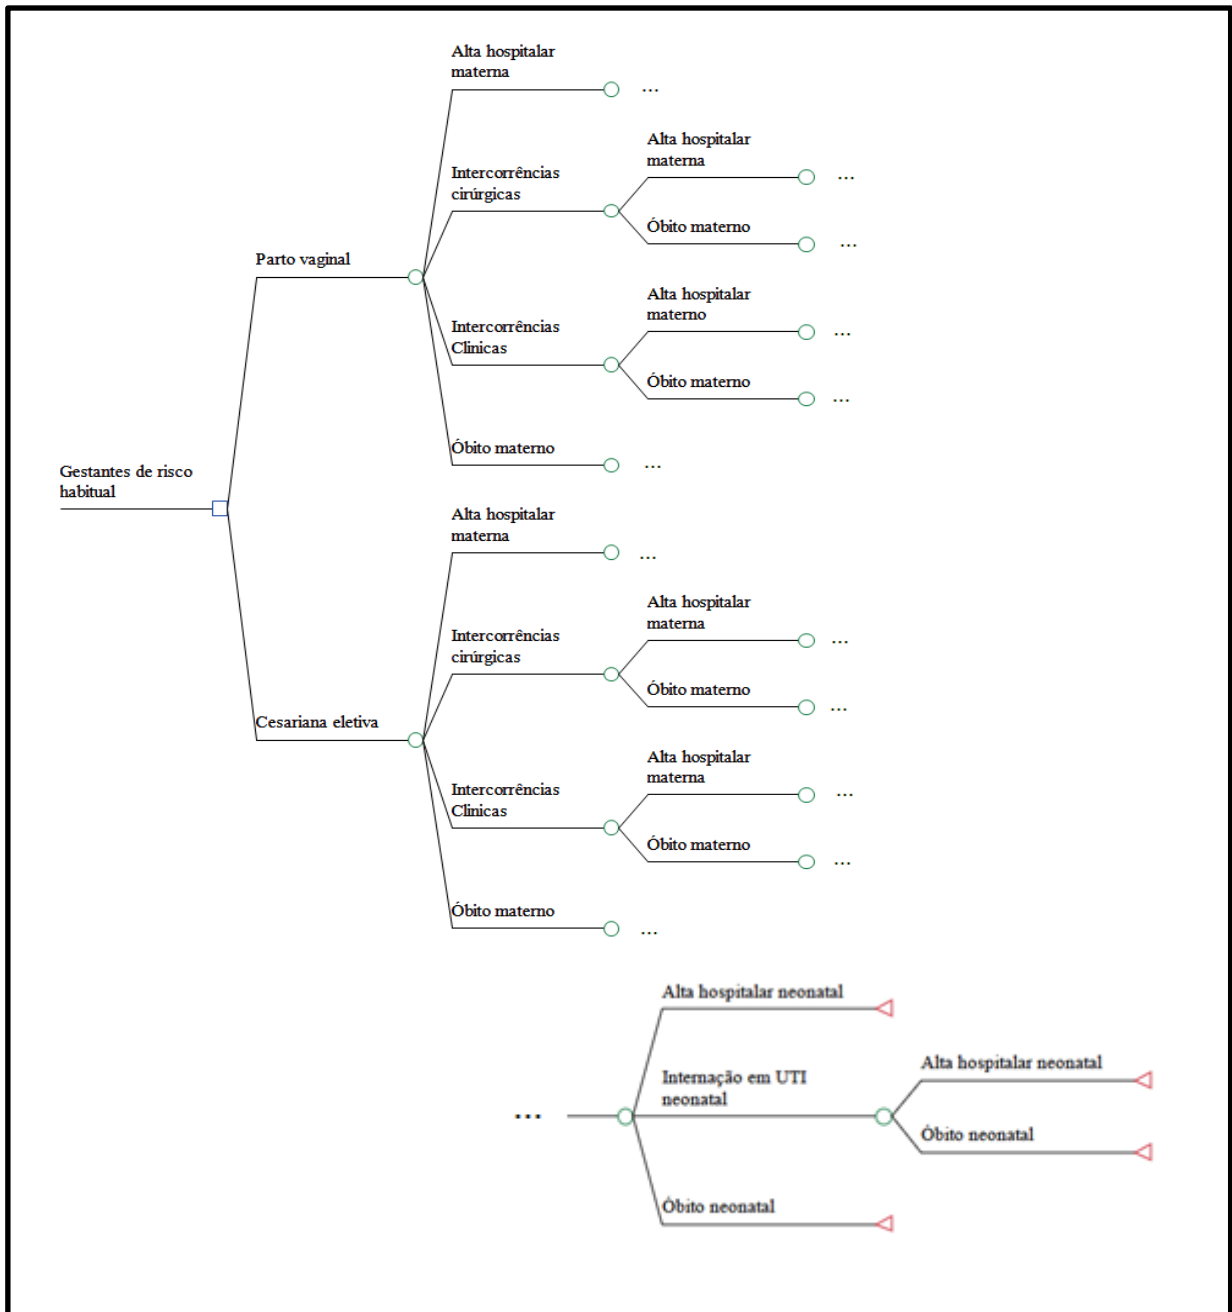 Alta hospitalar
materna
...
Alta hospitalar
materna
...
Intercorrências
cirúrgicas
Óbito materno
...
Parto vaginal
Alta hospitalar
materno
...
Intercorrências
Clinicas
Óbito materno
...
Óbito materno
...
Gestantes de risco
habitual
Alta hospitalar
materna
...
Alta hospitalar
materna
...
Intercorrências
cirúrgicas
Óbito materno
...
Cesariana eletiva
Alta hospitalar
materna
...
Intercorrências
Clinicas
Óbito materno
...
Óbito materno
...
Alta hospitalar neonatal
Alta hospitalar neonatal
Internação em UTI
neonatal
...
Óbito neonatal
Óbito neonatal